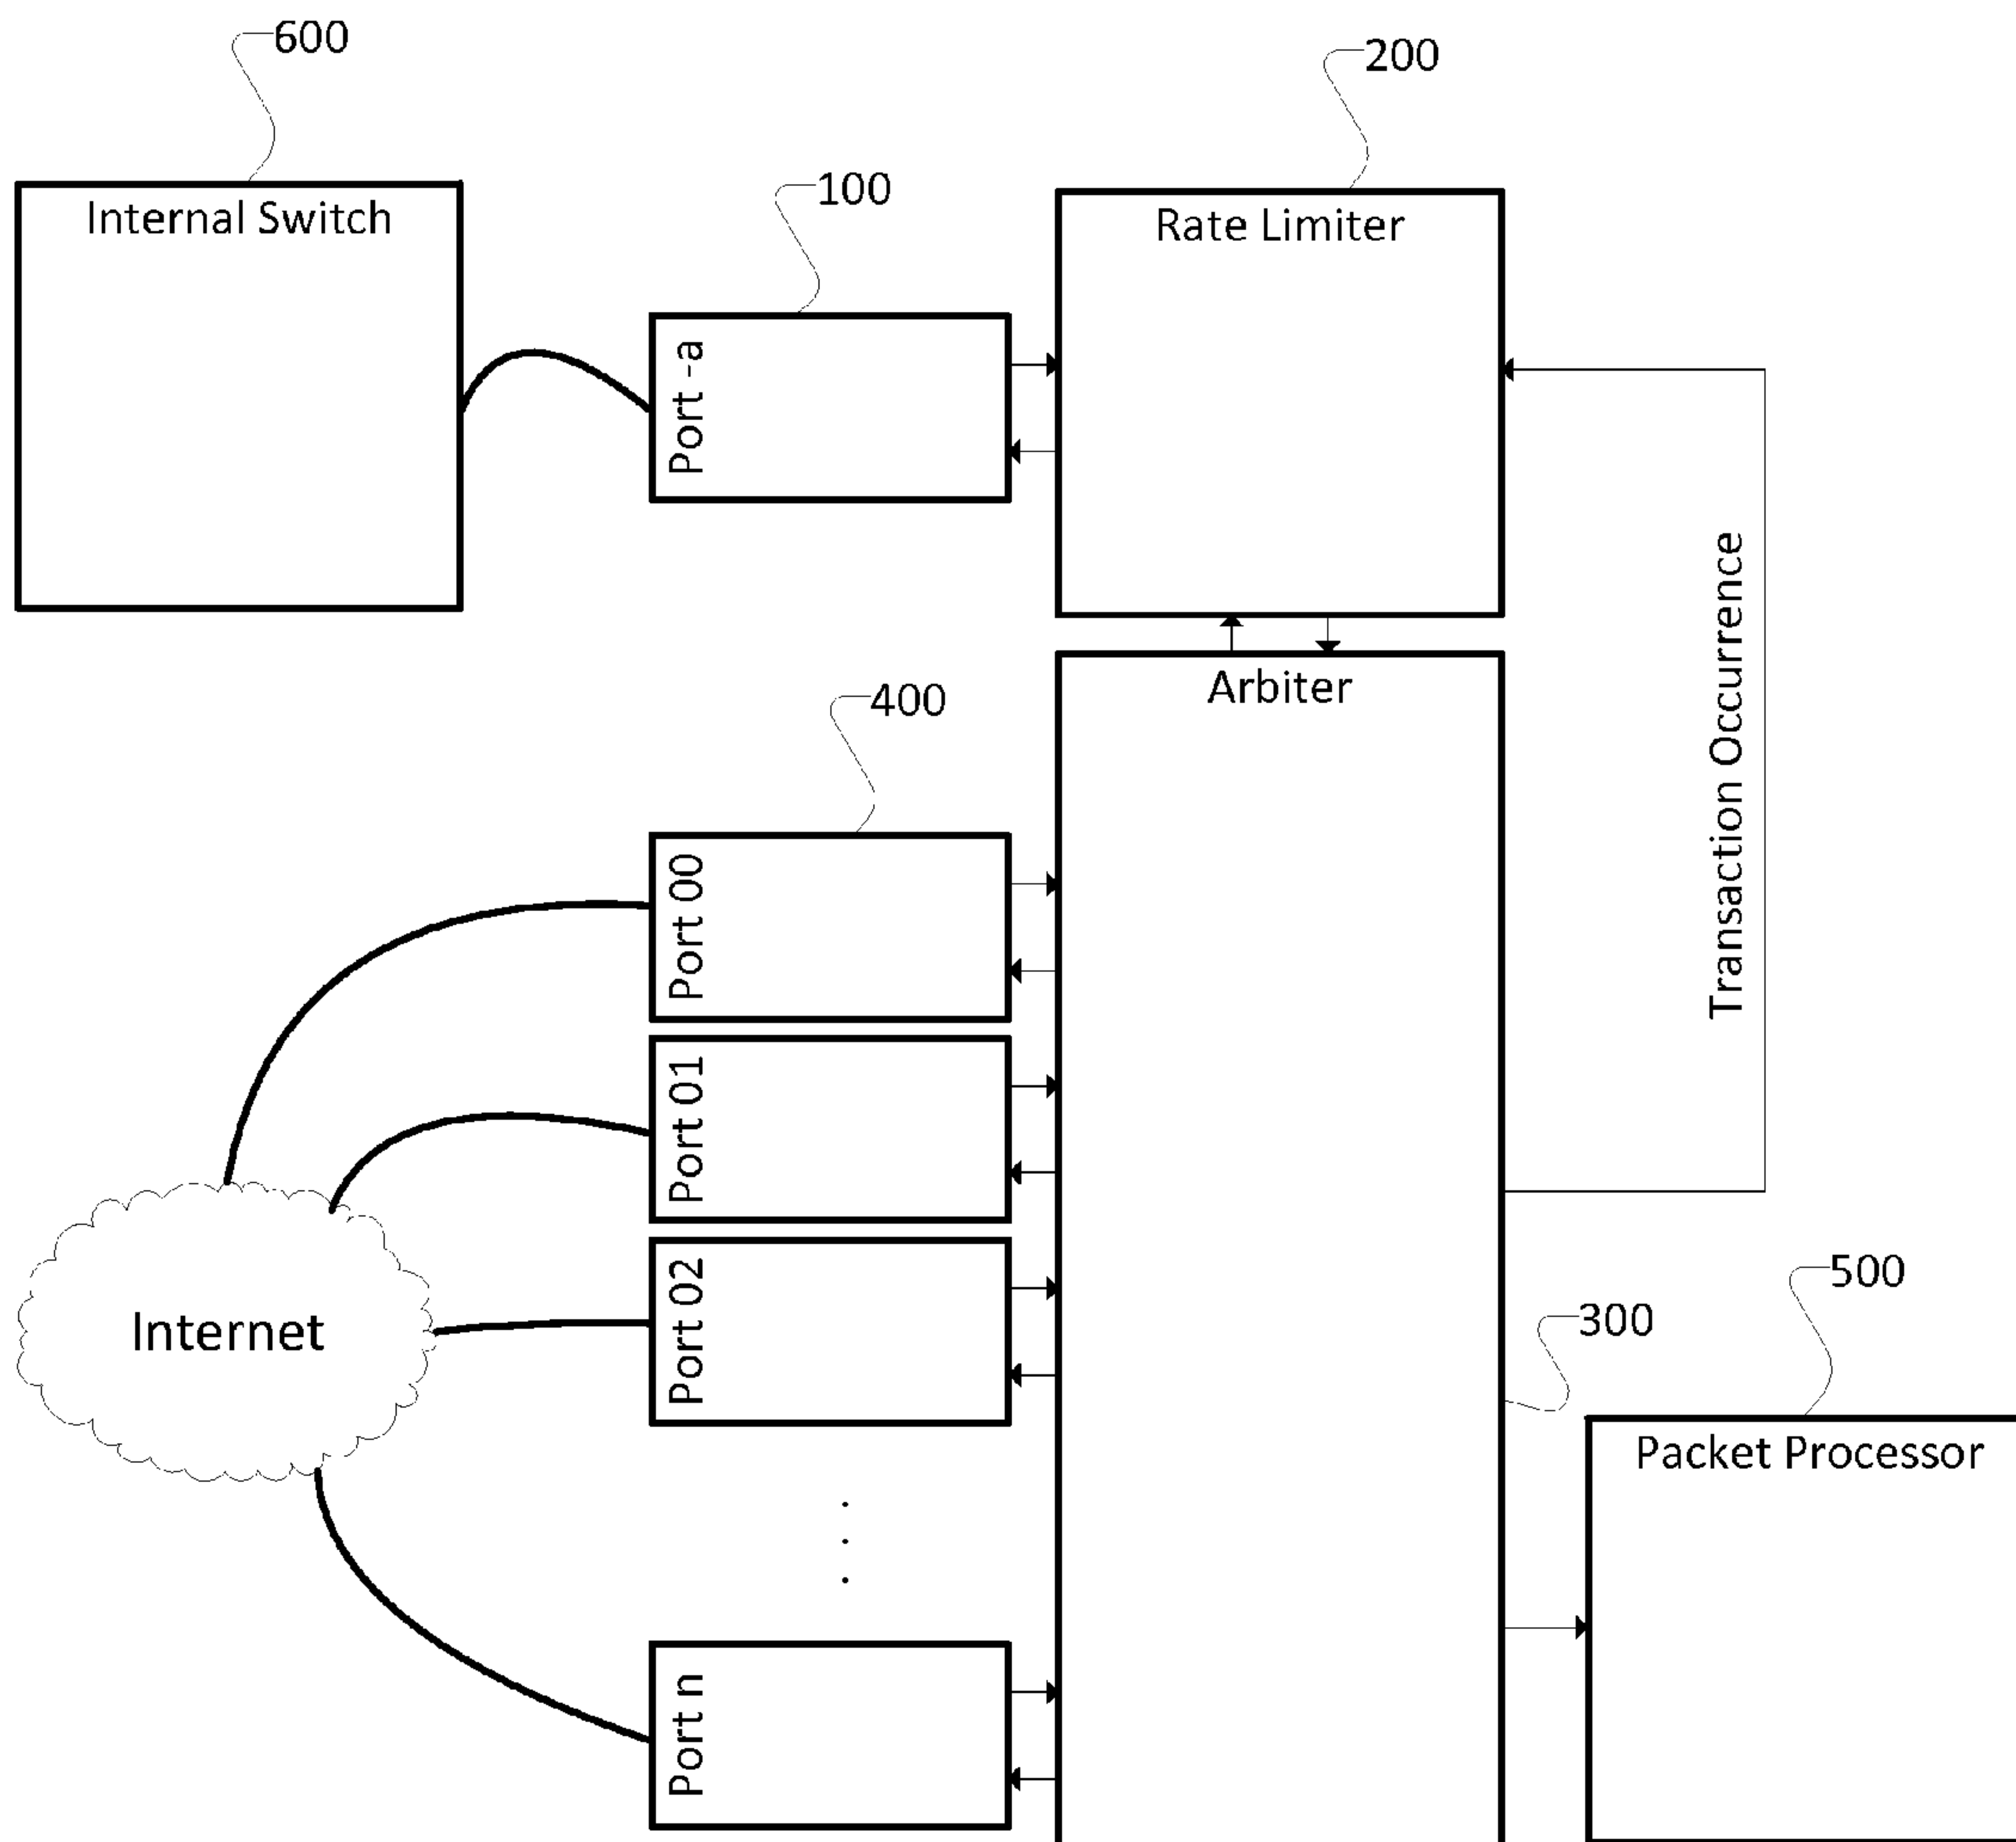 600
200
100
Internal Switch
Rate Limiter
Port -a
Transaction Occurrence
Arbiter
400
Port 00
Port 01
Port 02
Internet
500
300
Packet Processor
.
.
.
Port n